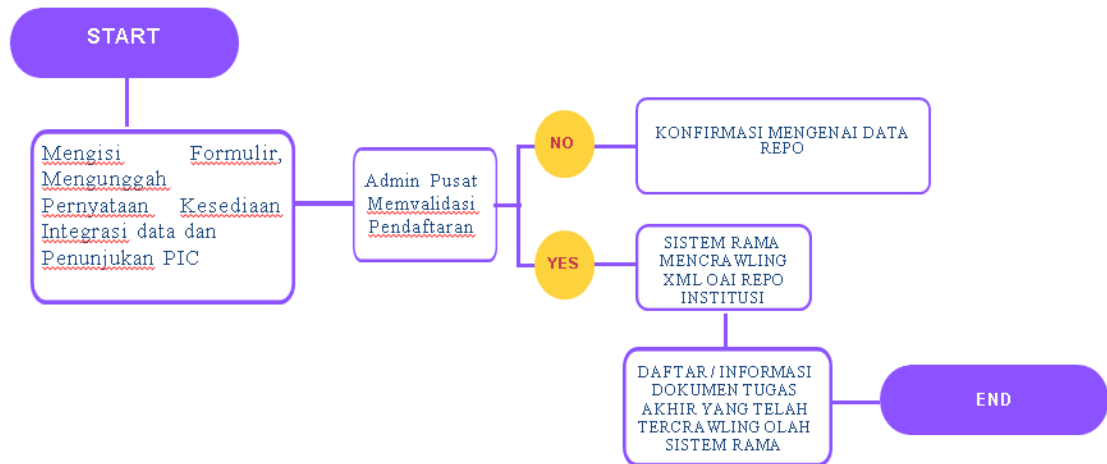 START
Mengisi Formulir,
Mengunggah
Pernyataan Kesediaan
Integrasi data dan
Penunjukan PIC
Admin Pusat
Memvalidasi
Pendaftaran
NO
KONFIRMASI MENGENAI DATA
REPO
YES
SISTEM RAMA
MENCRAWLING
XML OAI REPO
INSTITUSI
DAFTAR / INFORMASI
DOKUMEN TUGAS
AKHIR YANG TELAH
TERCRAWLING OLAH
SISTEM RAMA
END